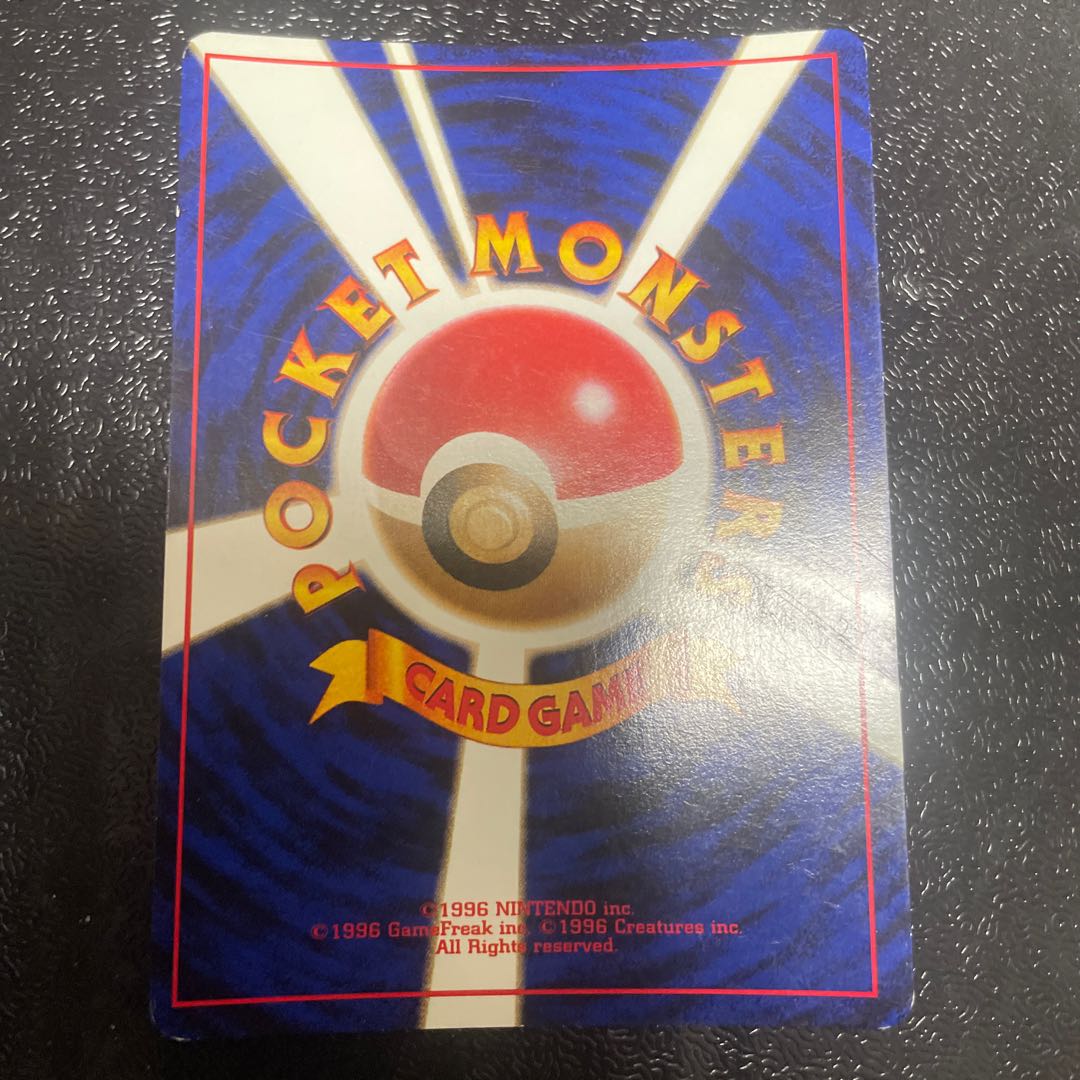 POCKET MONSTERS
CARD GAME
©1996 NINTENDO inc.
©1996 GameFreak inc. ©1996 Creatures inc.
All Rights reserved.